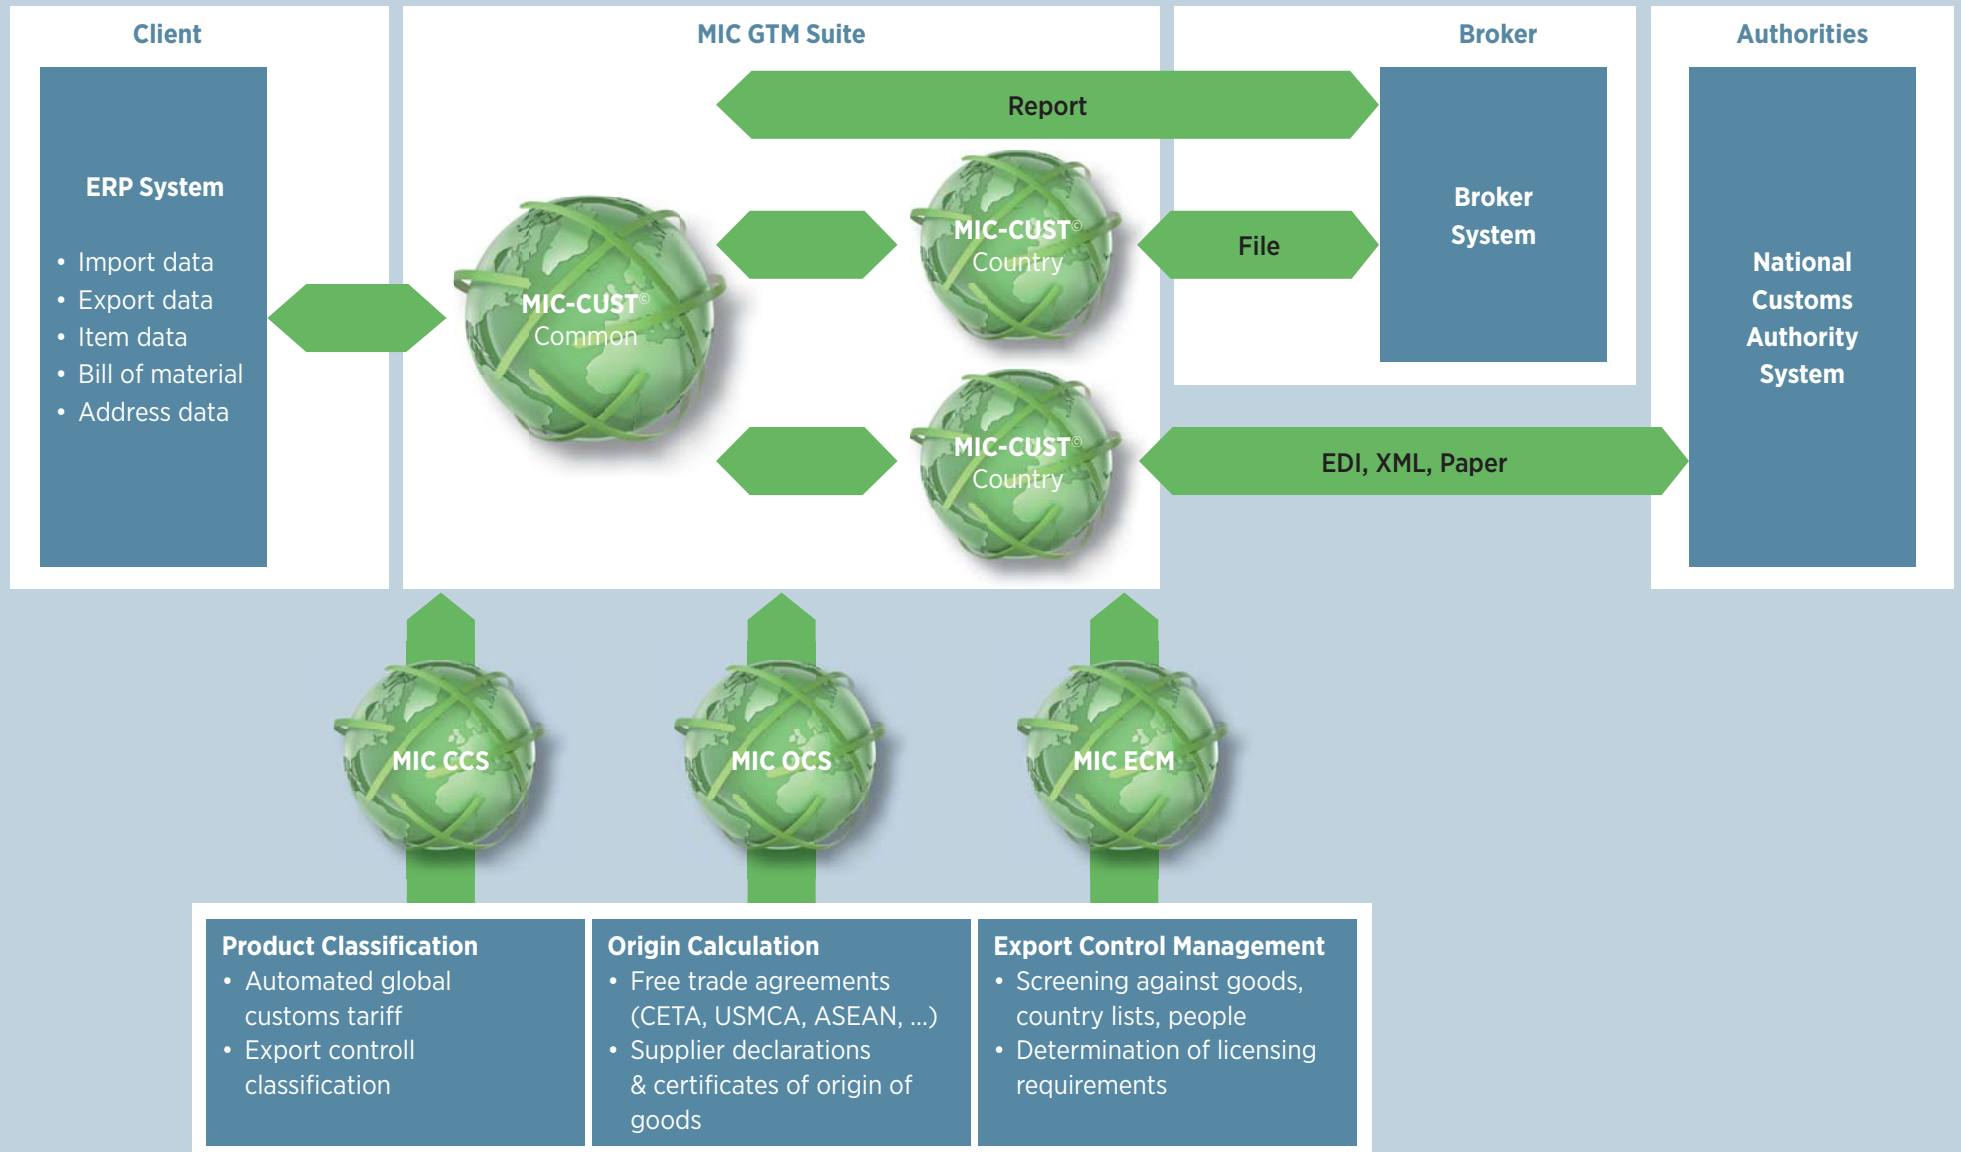 Client
MIC GTM Suite
Broker
Authorities
ERP System
• Import data
• Export data
• Item data
• Bill of material
• Address data
MIC-CUST©
Common
Report
MIC-CUST©
Country
File
Broker
System
MIC-CUST©
Country
EDI, XML, Paper
National
Customs
Authority
System
MIC CCS
MIC OCS
MIC ECM
Product Classification
• Automated global
customs tariff
• Export controll
classification
Origin Calculation
• Free trade agreements
(CETA, USMCA, ASEAN, ...)
• Supplier declarations
& certificates of origin of
goods
Export Control Management
• Screening against goods,
country lists, people
• Determination of licensing
requirements